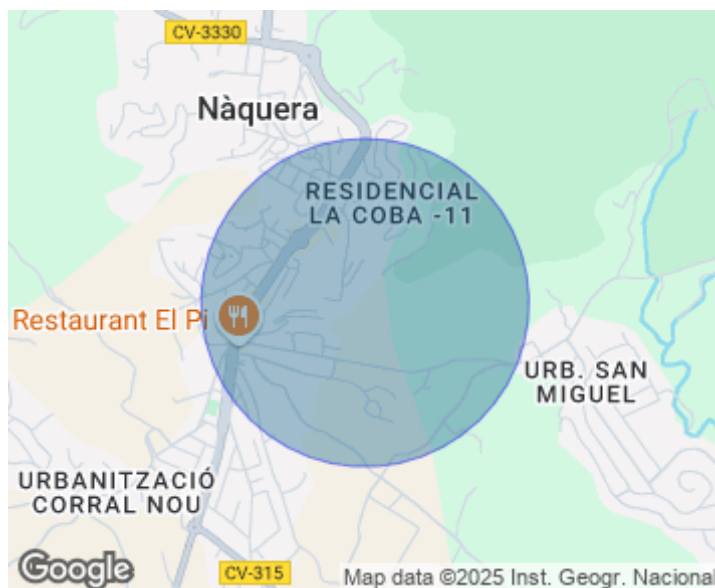 CV-3330
Nàquera
RESIDENCIAL
LA COBA -11
Restaurant El Pi
URB. SAN
MIGUEL
URBANITZACIÓ
CORRAL NOU
Google
CV-315
Map data ©2025 Inst. Geogr. Nacional